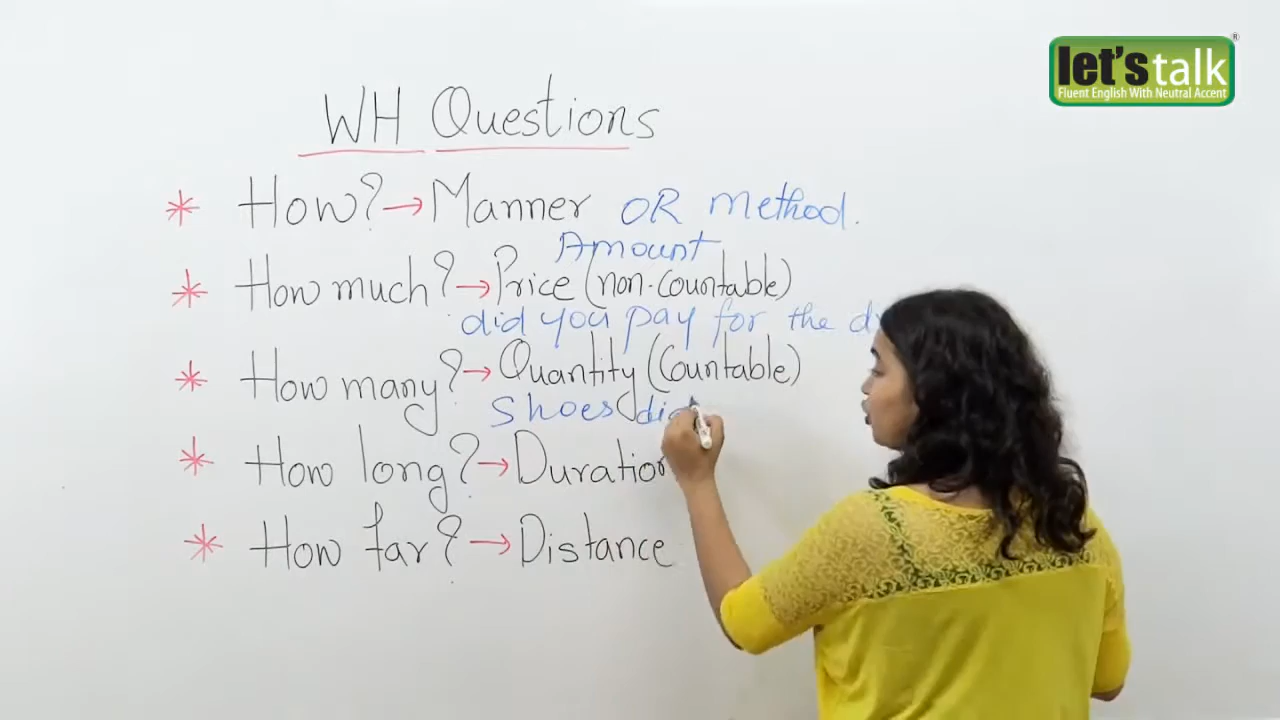 let's talk
®
Fluent English With Neutral Accent
WH Questions
* How? → Manner OR method.
Amount
* How much? → Price (non-countable)
did you pay for the
* How many? → Quantity (Countable)
Shoes
* How long? → Duration
* How far? → Distance